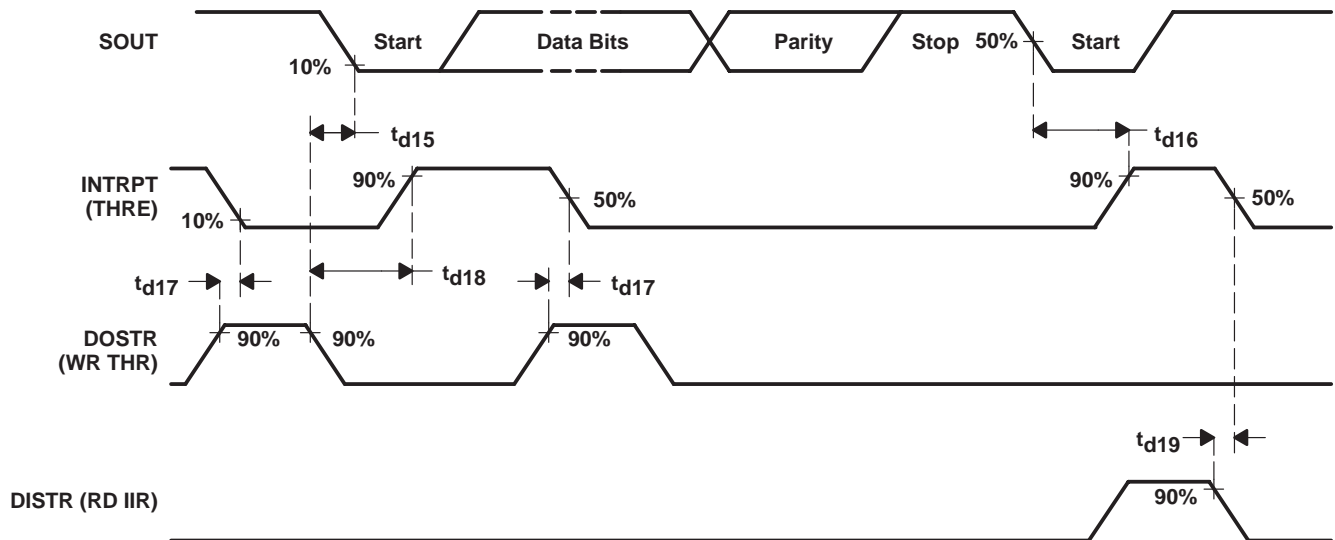 SOUT
Start
Data Bits
Parity
Stop
50%
Start
10%
td15
td16
INTRPT
(THRE)
90%
50%
90%
50%
10%
td17
td18
td17
DOSTR
(WR THR)
90%
90%
90%
td19
DISTR (RD IIR)
90%